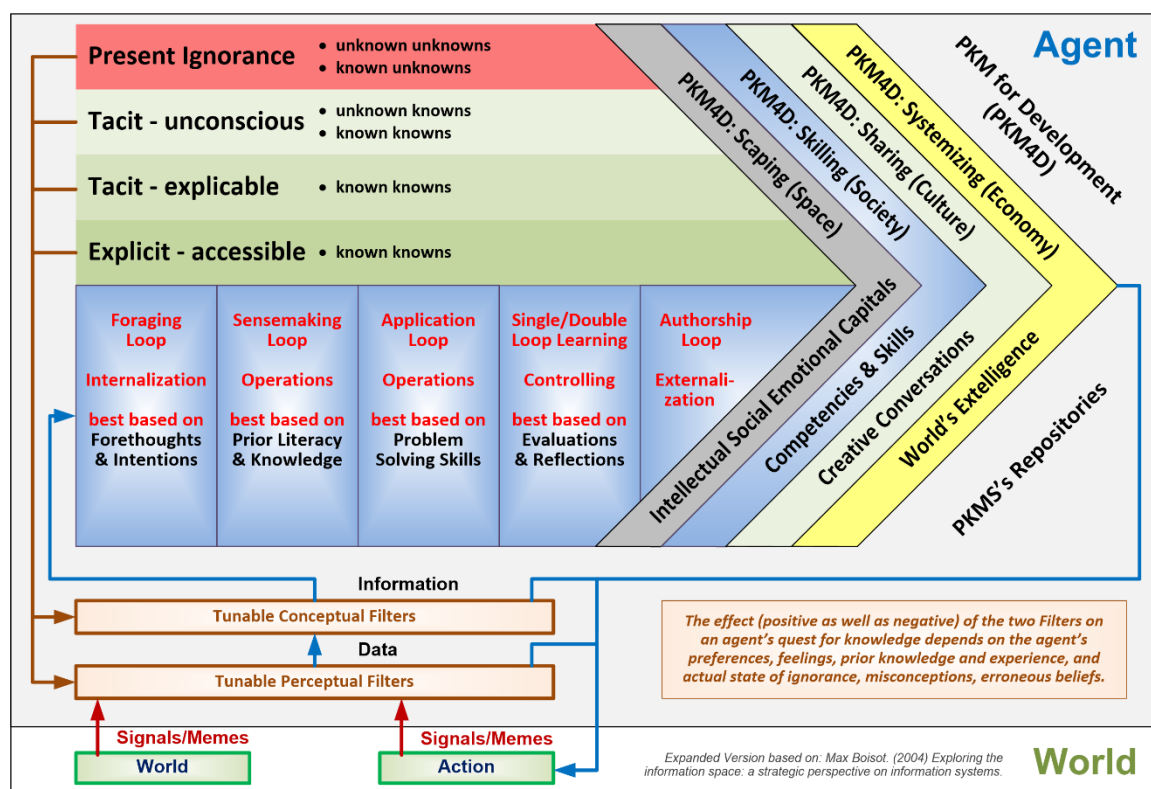 Agent
Present Ignorance
• unknown unknowns
• known unknowns
Tacit - unconscious
• unknown knowns
• known knowns
Tacit - explicable
• known knowns
Explicit - accessible
• known knowns
PKM4D: Scaping (Space)
PKM4D: Skilling (Society)
PKM4D: Sharing (Culture)
PKM4D: Systemizing (Economy)
PKM for Development
(PKM4D)
Foraging
Loop
Internalization
best based on
Forethoughts
& Intentions
Sensemaking
Loop
Operations
best based on
Prior Literacy
& Knowledge
Application
Loop
Operations
best based on
Problem
Solving Skills
Single/Double
Loop Learning
Controlling
best based on
Evaluations
& Reflections
Authorship
Loop
Externali-
zation
Intellectual Social Emotional Capitals
Competencies & Skills
Creative Conversations
World's Extelligence
PKMS's Repositories
Information
Tunable Conceptual Filters
Data
Tunable Perceptual Filters
The effect (positive as well as negative) of the two Filters on
an agent's quest for knowledge depends on the agent's
preferences, feelings, prior knowledge and experience, and
actual state of ignorance, misconceptions, erroneous beliefs.
Signals/Memes
Signals/Memes
World
Action
Expanded Version based on: Max Boisot. (2004) Exploring the
information space: a strategic perspective on information systems.
World